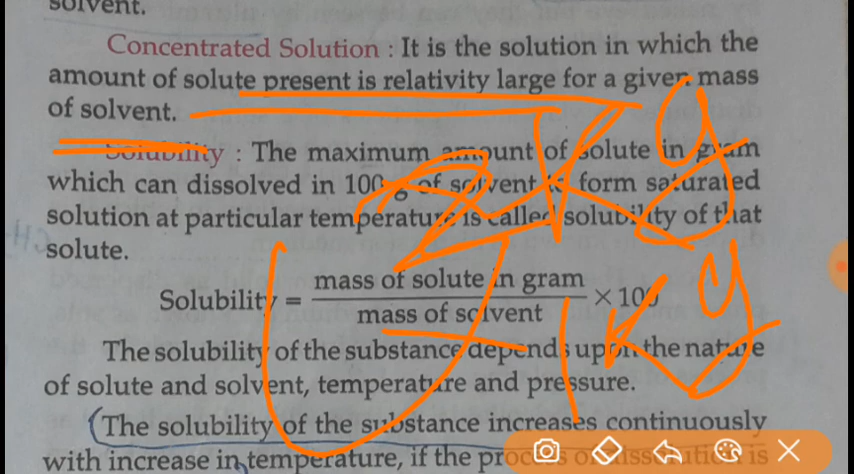 solvent.
Concentrated Solution : It is the solution in which the
amount of solute present is relativity large for a given mass
of solvent.
Solubility : The maximum amount of solute in gram
which can dissolved in 100 g of solvent to form saturated
solution at particular temperature is called solubility of that
solute.
Solubility = mass of solute in gram / mass of solvent × 100
The solubility of the substance depends upon the nature
of solute and solvent, temperature and pressure.
(The solubility of the substance increases continuously
with increase in temperature, if the process of dissolution is
2Kg
1Kg